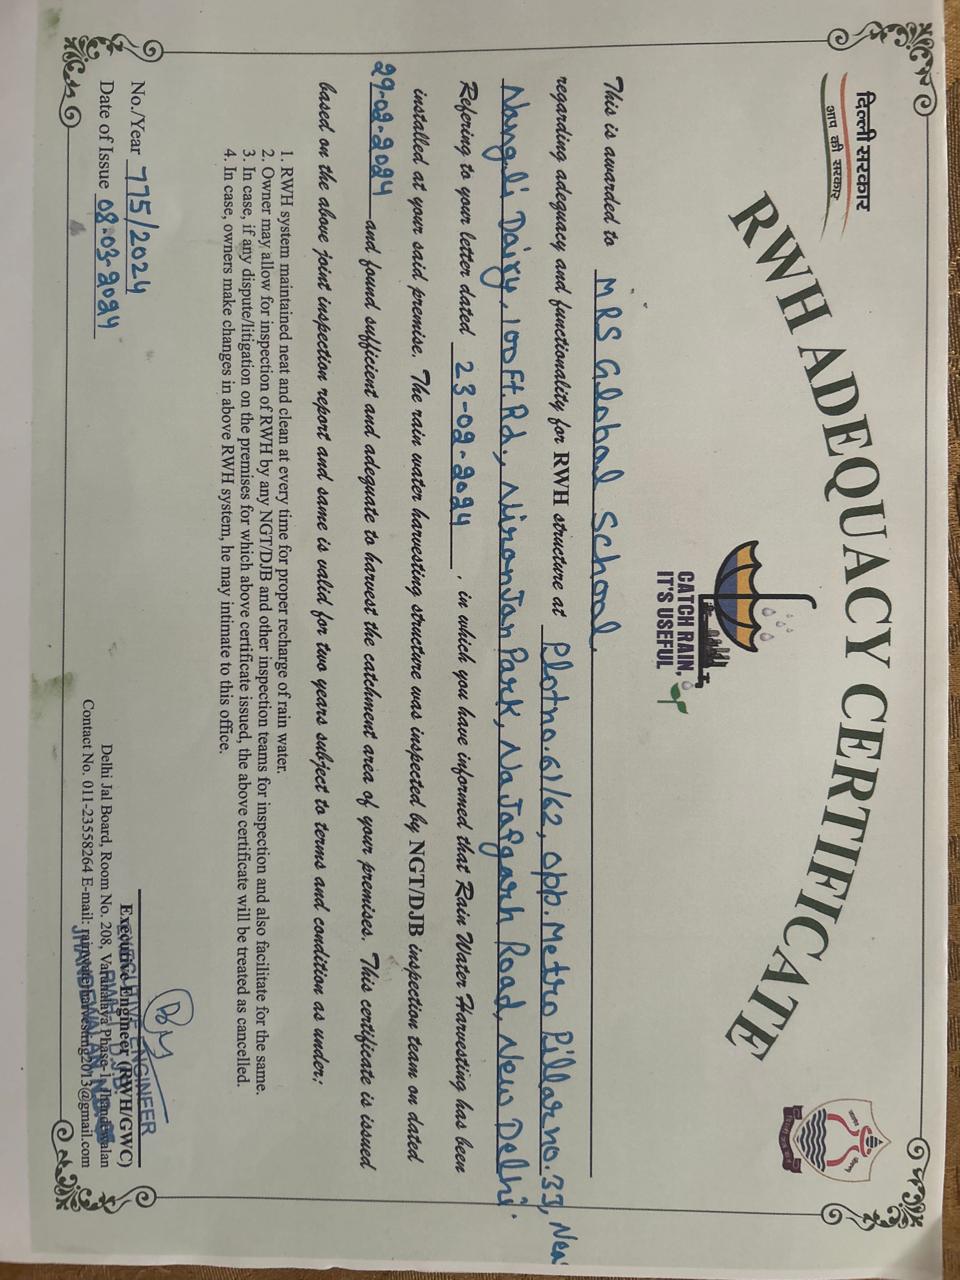 दिल्ली सरकार
आप की सरकार
RWH ADEQUACY CERTIFICATE
CATCH RAIN,
IT'S USEFUL
This is awarded to MRS Global School
regarding adequacy and functionality for RWH structure at Plot no. 61/62, opp. Metro Pillar no. 33, Near
Nangli Dairy, 100 Ft. Rd., Niranjan Park, Najafgarh Road, New Delhi.
Refering to your letter dated 23-02-2024, in which you have informed that Rain Water Harvesting has been
installed at your said premise. The rain water harvesting structure was inspected by NGT/DJB inspection team on dated
29-02-2024 and found sufficient and adequate to harvest the catchment area of your premises. This certificate is issued
based on the above joint inspection report and same is valid for two years subject to terms and condition as under:
1. RWH system maintained neat and clean at every time for proper recharge of rain water.
2. Owner may allow for inspection of RWH by any NGT/DJB and other inspection teams for inspection and also facilitate for the same.
3. In case, if any dispute/litigation on the premises for which above certificate issued, the above certificate will be treated as cancelled.
4. In case, owners make changes in above RWH system, he may intimate to this office.
No./Year 775/2024
Date of Issue 08-03-2024
EXECUTIVE ENGINEER
Executive Engineer (RWH/GWC)
Delhi Jal Board, Room No. 208, Varunalaya Phase-1, Jhandewalan
Contact No. 011-23558264 E-mail: rainwaterharvesting2013@gmail.com